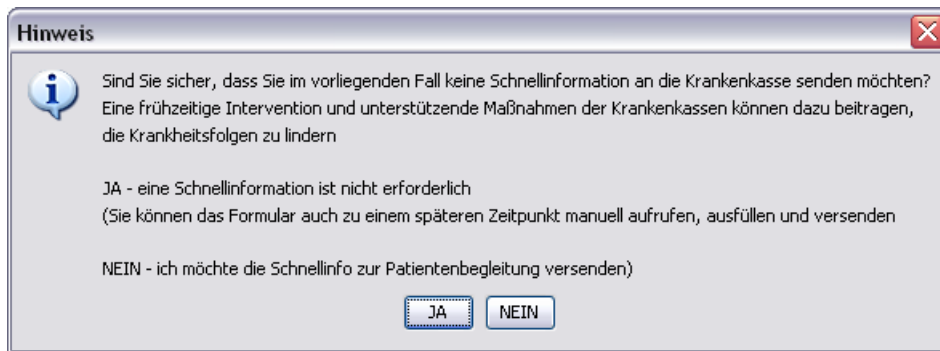 Hinweis
Sind Sie sicher, dass Sie im vorliegenden Fall keine Schnellinformation an die Krankenkasse senden möchten?
Eine frühzeitige Intervention und unterstützende Maßnahmen der Krankenkassen können dazu beitragen,
die Krankheitsfolgen zu lindern
JA - eine Schnellinformation ist nicht erforderlich
(Sie können das Formular auch zu einem späteren Zeitpunkt manuell aufrufen, ausfüllen und versenden
NEIN - ich möchte die Schnellinfo zur Patientenbegleitung versenden)
JA NEIN